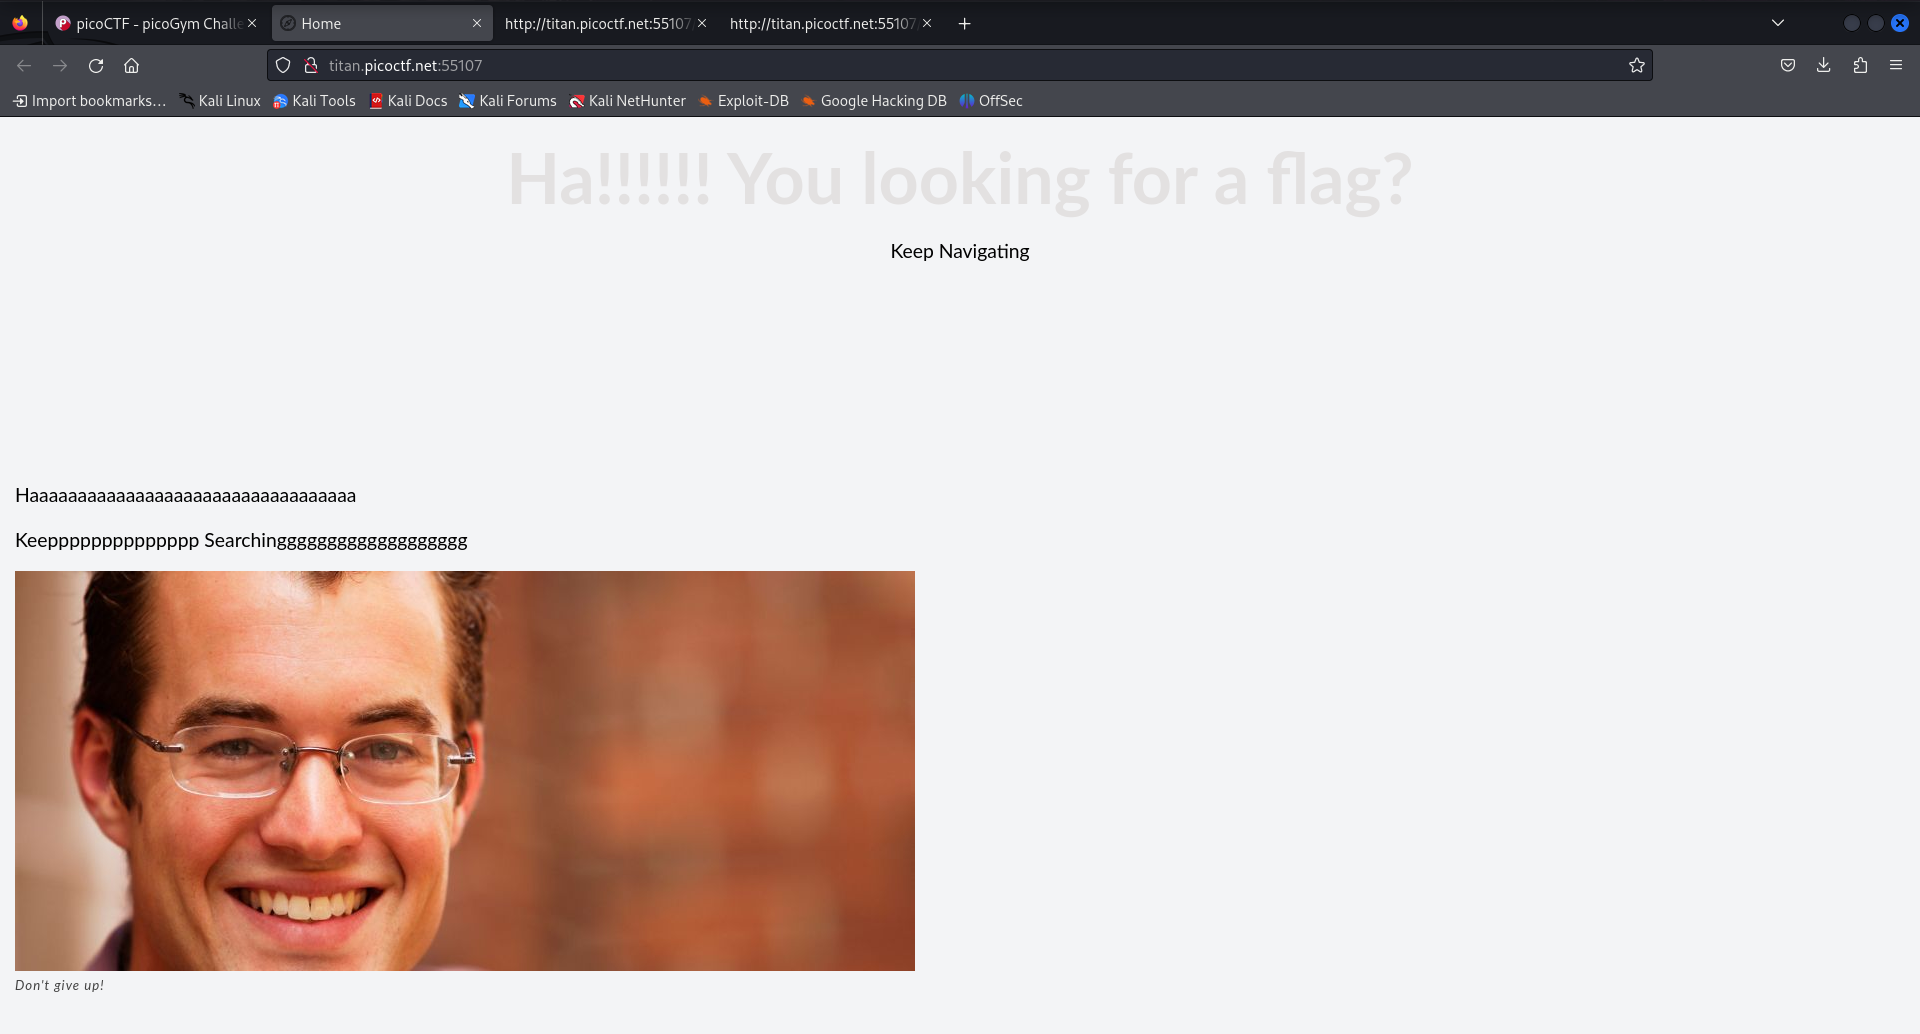 picoCTF - picoGym Challe
Home
http://titan.picoctf.net:55107
http://titan.picoctf.net:55107
titan.picoctf.net:55107
Import bookmarks...
Kali Linux
Kali Tools
Kali Docs
Kali Forums
Kali NetHunter
Exploit-DB
Google Hacking DB
OffSec
Ha!!!!!! You looking for a flag?
Keep Navigating
Haaaaaaaaaaaaaaaaaaaaaaaaaaaaaaaaaa
Keepppppppppppppp Searchinggggggggggggggggggg
Don't give up!